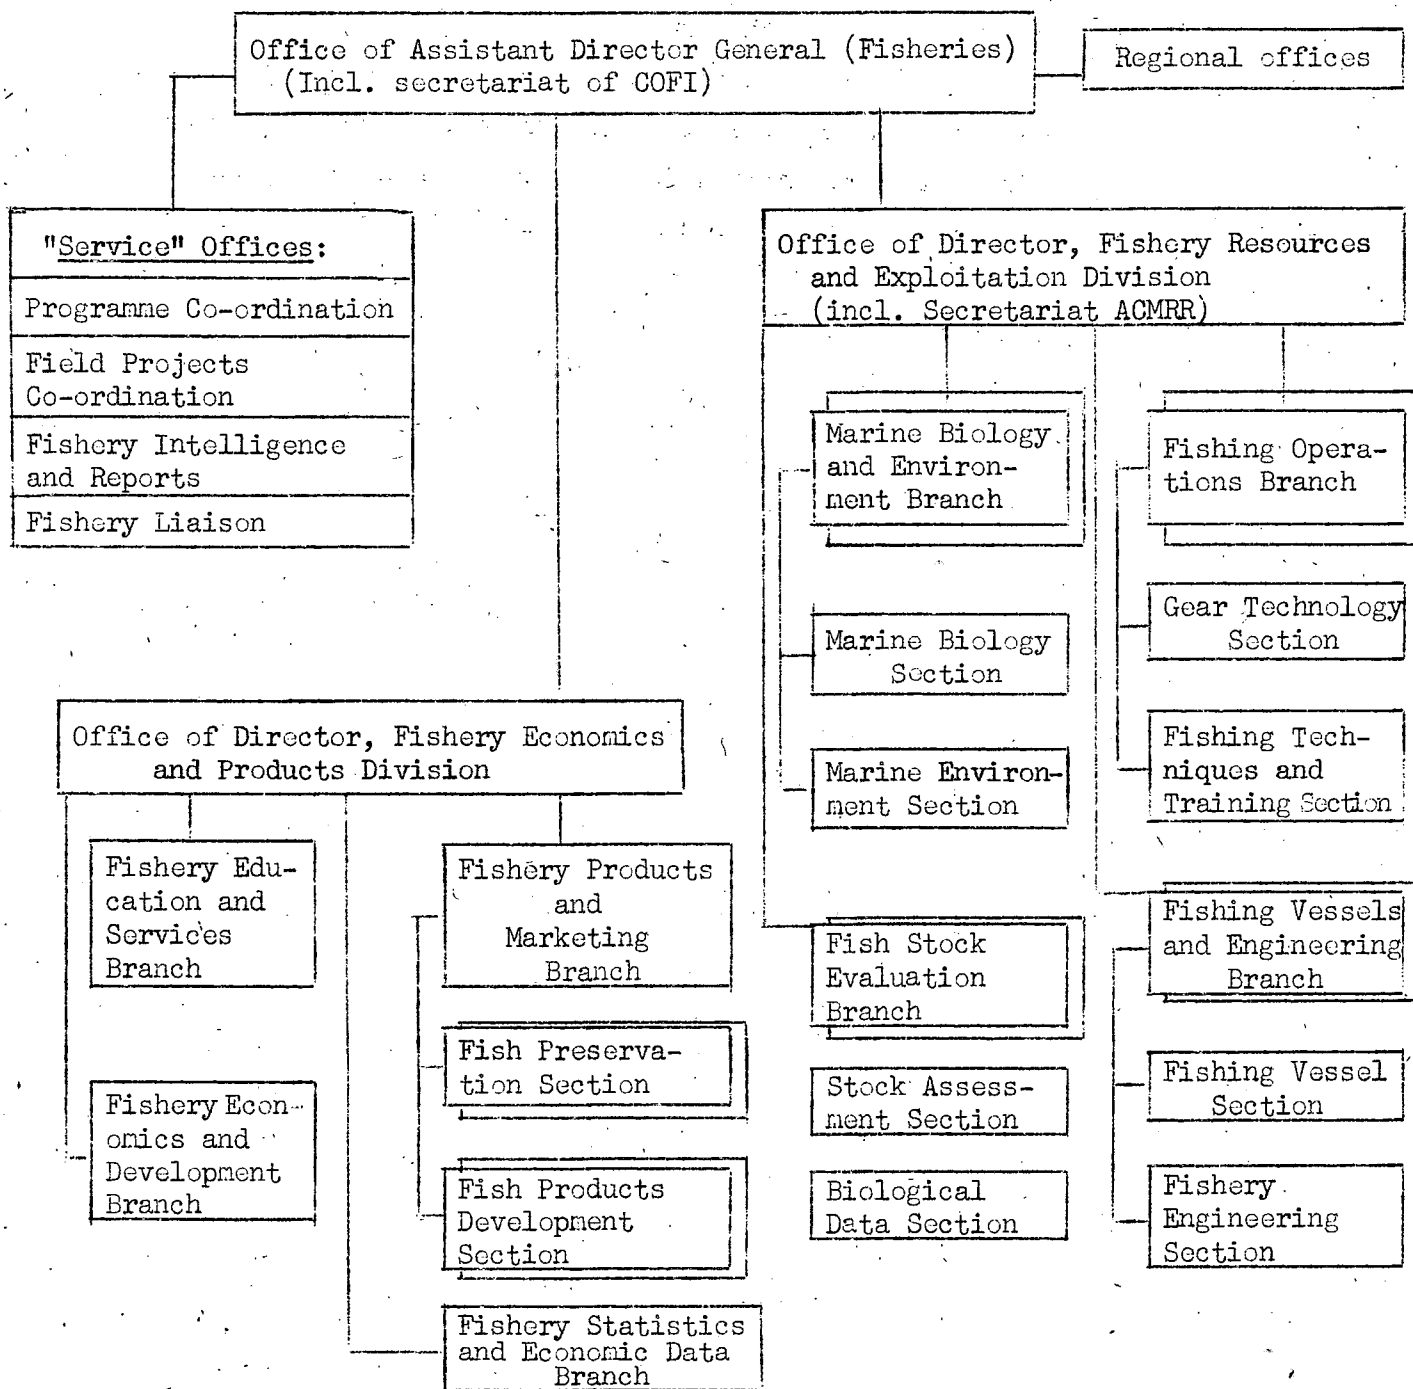 Office of Assistant Director General (Fisheries)
(Incl. secretariat of COFI)
Regional offices
"Service" Offices:
Programme Co-ordination
Field Projects
Co-ordination
Fishery Intelligence
and Reports
Fishery Liaison
Office of Director, Fishery Resources
and Exploitation Division
(incl. Secretariat ACMRR)
Marine Biology
and Environ-
ment Branch
Marine Biology
Section
Marine Environ-
ment Section
Fishing Opera-
tions Branch
Gear Technology
Section
Fishing Tech-
niques and
Training Section
Office of Director, Fishery Economics
and Products Division
Fishery Edu-
cation and
Services
Branch
Fishery Econ-
omics and
Development
Branch
Fishery Products
and
Marketing
Branch
Fish Preserva-
tion Section
Fish Products
Development
Section
Fishery Statistics
and Economic Data
Branch
Fish Stock
Evaluation
Branch
Stock Assess-
ment Section
Biological
Data Section
Fishing Vessels
and Engineering
Branch
Fishing Vessel
Section
Fishery
Engineering
Section